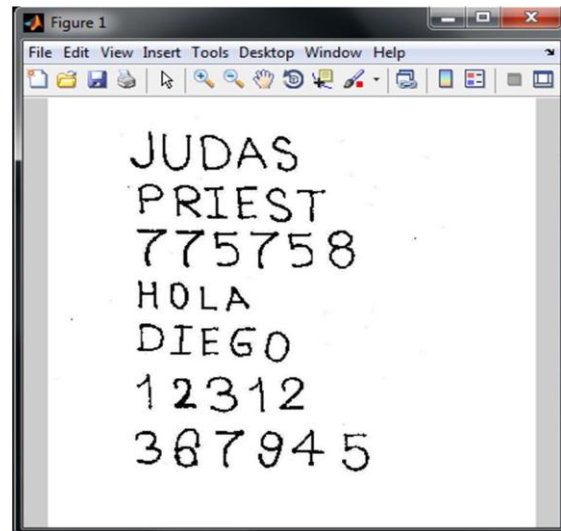 Figure 1
File Edit View Insert Tools Desktop Window Help
JUDAS
PRIEST
775758
HOLA
DIEGO
12312
367945